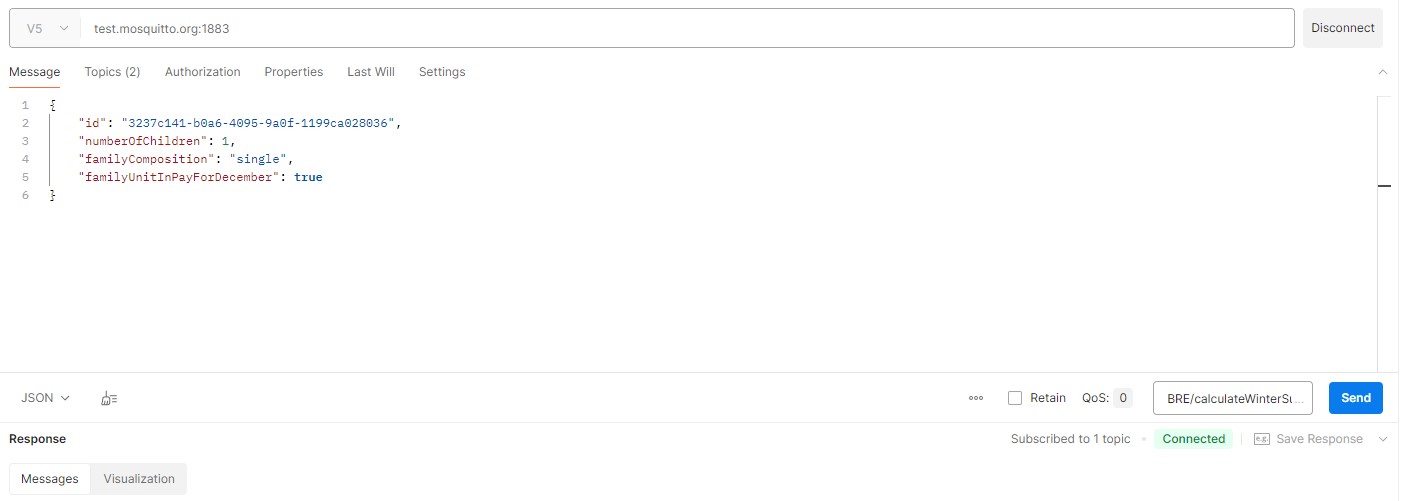 V5 test.mosquitto.org:1883 Disconnect
Message Topics (2) Authorization Properties Last Will Settings
1 {
2 "id": "3237c141-b0a6-4095-9a0f-1199ca028036",
3 "numberOfChildren": 1,
4 "familyComposition": "single",
5 "familyUnitInPayForDecember": true
6 }
JSON Retain QoS: 0 BRE/calculateWinterSu... Send
Response Subscribed to 1 topic Connected e.g. Save Response
Messages Visualization